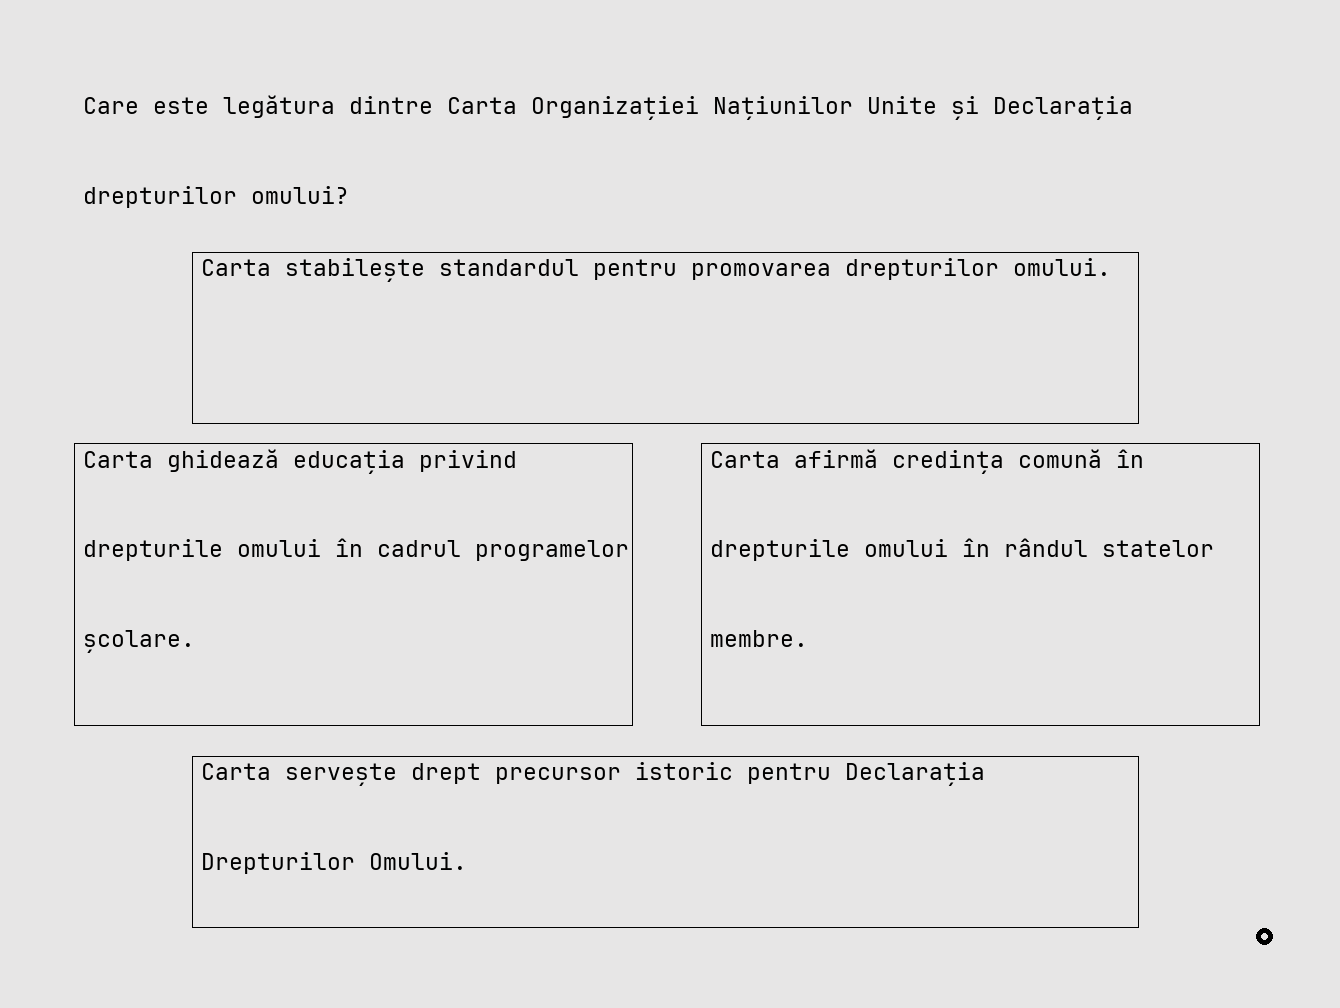 Care este legătura dintre Carta Organizației Națiunilor Unite și Declarația
drepturilor omului?
Carta stabilește standardul pentru promovarea drepturilor omului.
Carta ghidează educația privind
drepturile omului în cadrul programelor
școlare.
Carta afirmă credința comună în
drepturile omului în rândul statelor
membre.
Carta servește drept precursor istoric pentru Declarația
Drepturilor Omului.